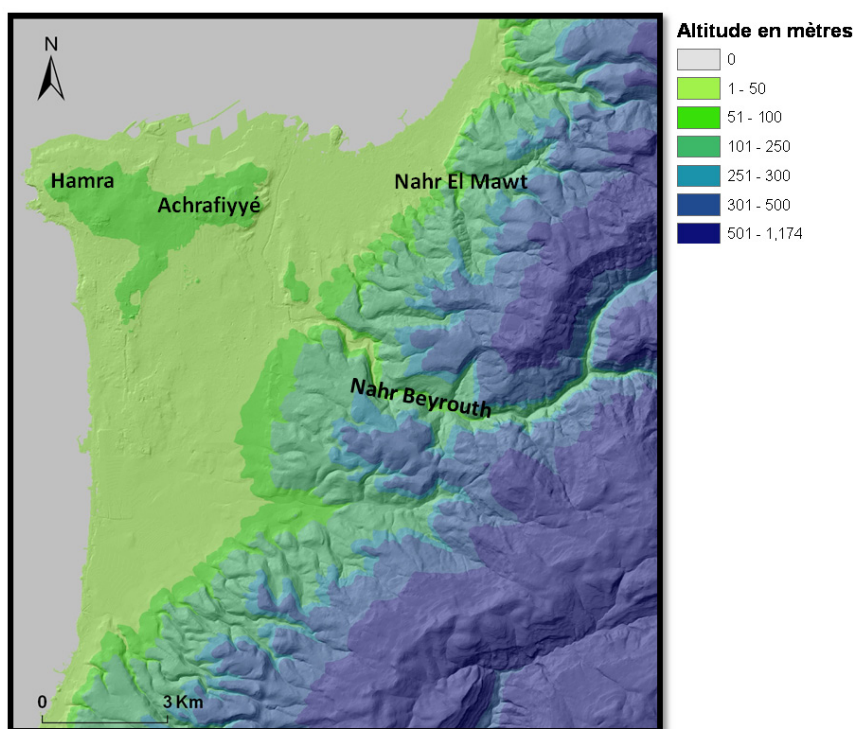 N
Hamra
Achrafiyyé
Nahr El Mawt
Nahr Beyrouth
0 3 Km
Altitude en mètres
0
1 - 50
51 - 100
101 - 250
251 - 300
301 - 500
501 - 1,174